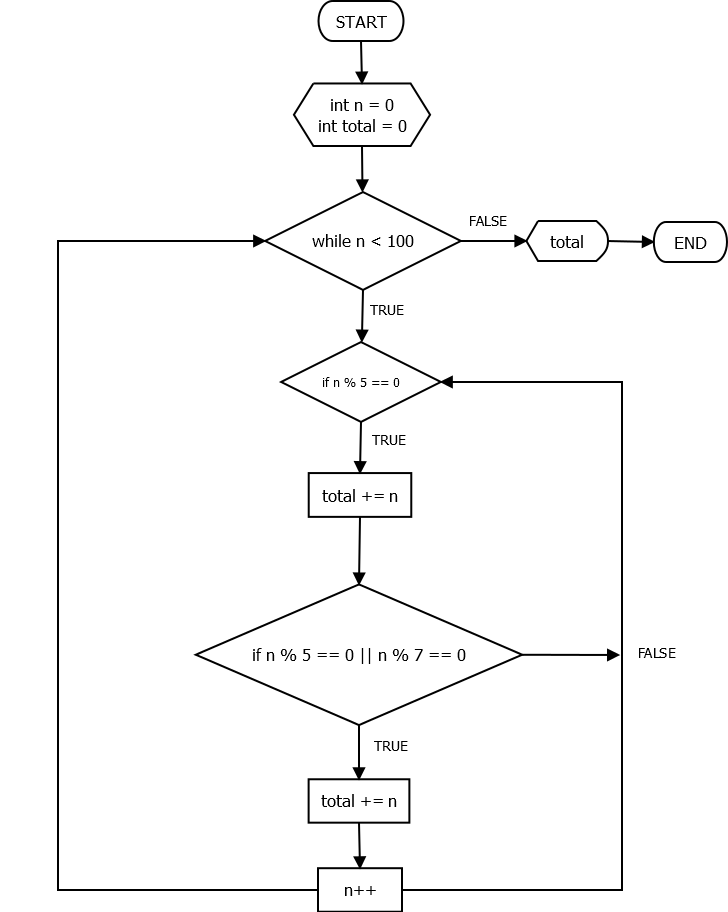 START
int n = 0
int total = 0
while n < 100
FALSE
total
END
TRUE
if n % 5 == 0
TRUE
total += n
if n % 5 == 0 || n % 7 == 0
FALSE
TRUE
total += n
n++